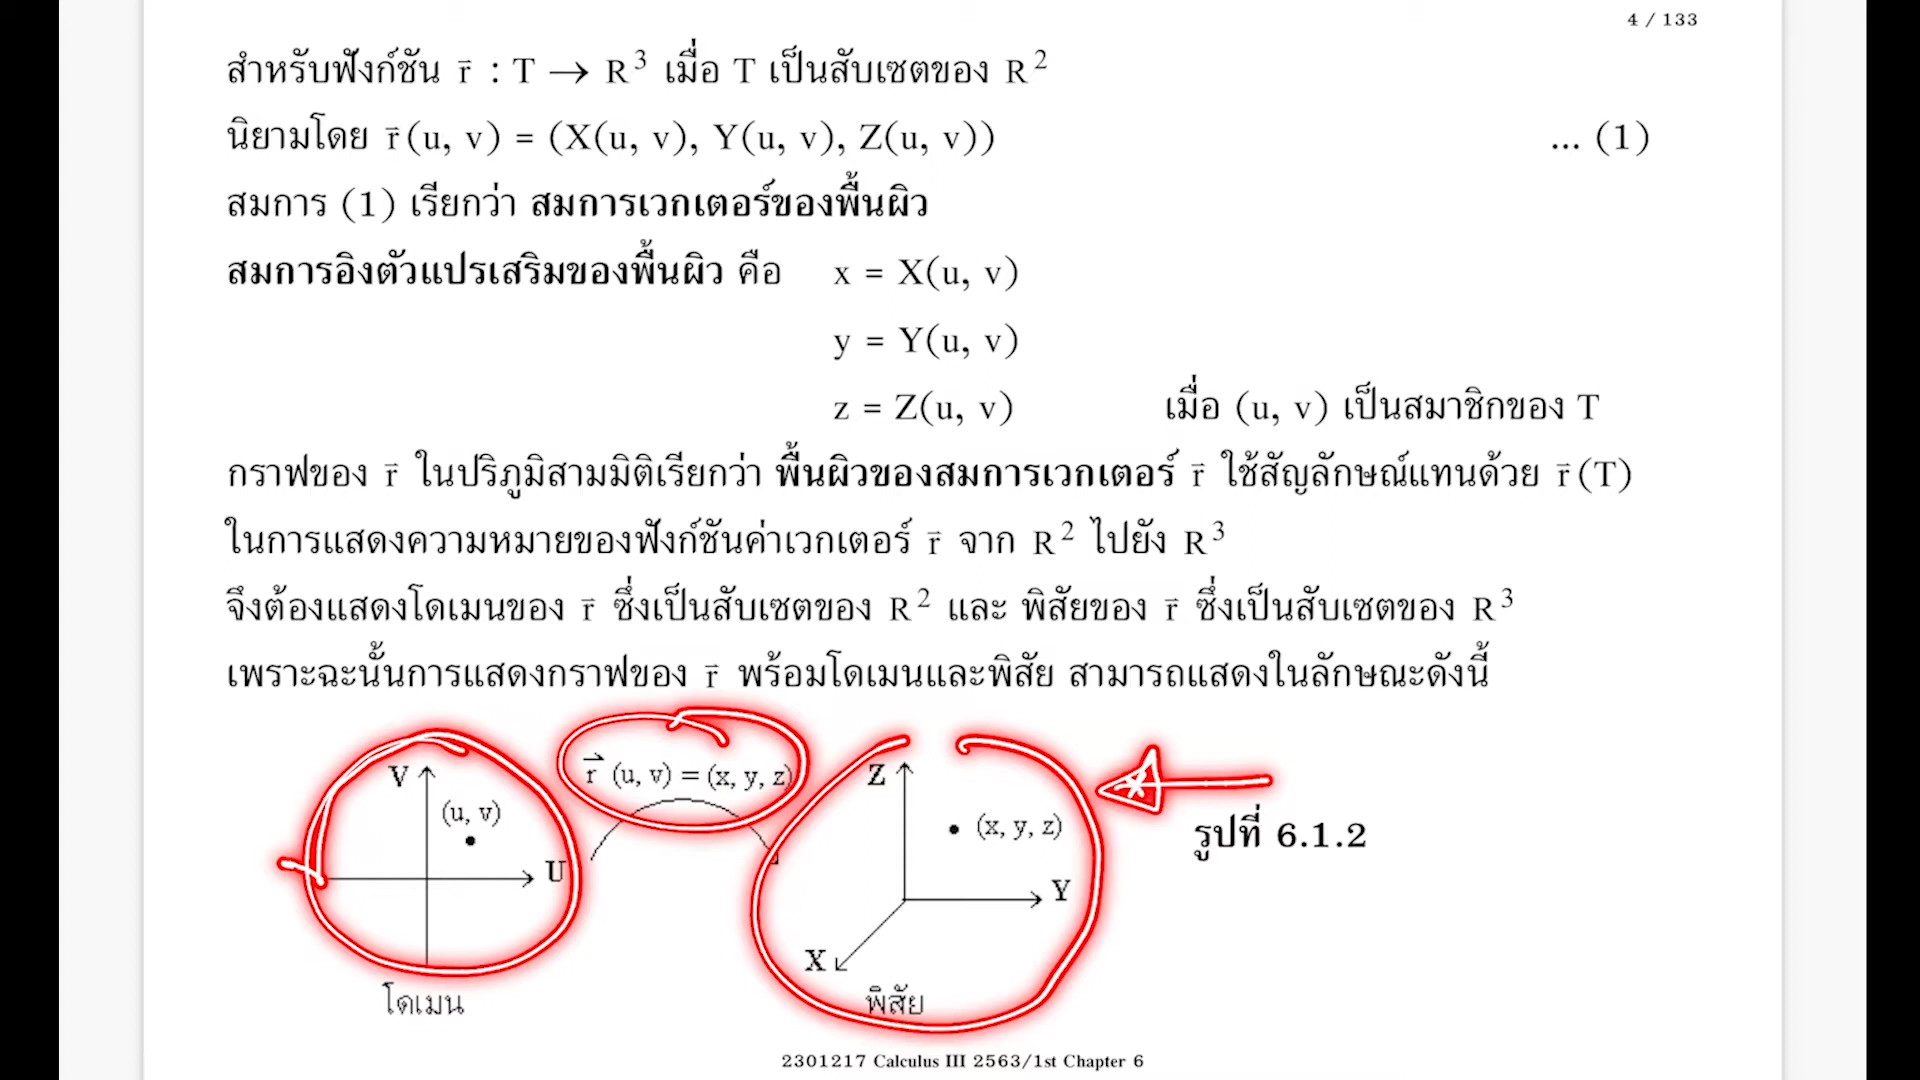 4 / 133
สำหรับฟังก์ชัน r⃗ : T → R³ เมื่อ T เป็นสับเซตของ R²
นิยามโดย r⃗(u, v) = (X(u, v), Y(u, v), Z(u, v)) ... (1)
สมการ (1) เรียกว่า สมการเวกเตอร์ของพื้นผิว
สมการอิงตัวแปรเสริมของพื้นผิว คือ x = X(u, v)
y = Y(u, v)
z = Z(u, v) เมื่อ (u, v) เป็นสมาชิกของ T
กราฟของ r⃗ ในปริภูมิสามมิติเรียกว่า พื้นผิวของสมการเวกเตอร์ r⃗ ใช้สัญลักษณ์แทนด้วย r⃗(T)
ในการแสดงความหมายของฟังก์ชันค่าเวกเตอร์ r⃗ จาก R² ไปยัง R³
จึงต้องแสดงโดเมนของ r⃗ ซึ่งเป็นสับเซตของ R² และ พิสัยของ r⃗ ซึ่งเป็นสับเซตของ R³
เพราะฉะนั้นการแสดงกราฟของ r⃗ พร้อมโดเมนและพิสัย สามารถแสดงในลักษณะดังนี้
V
(u, v)
U
โดเมน
r⃗ (u, v) = (x, y, z)
Z
(x, y, z)
Y
X
พิสัย
รูปที่ 6.1.2
2301217 Calculus III 2563/1st Chapter 6